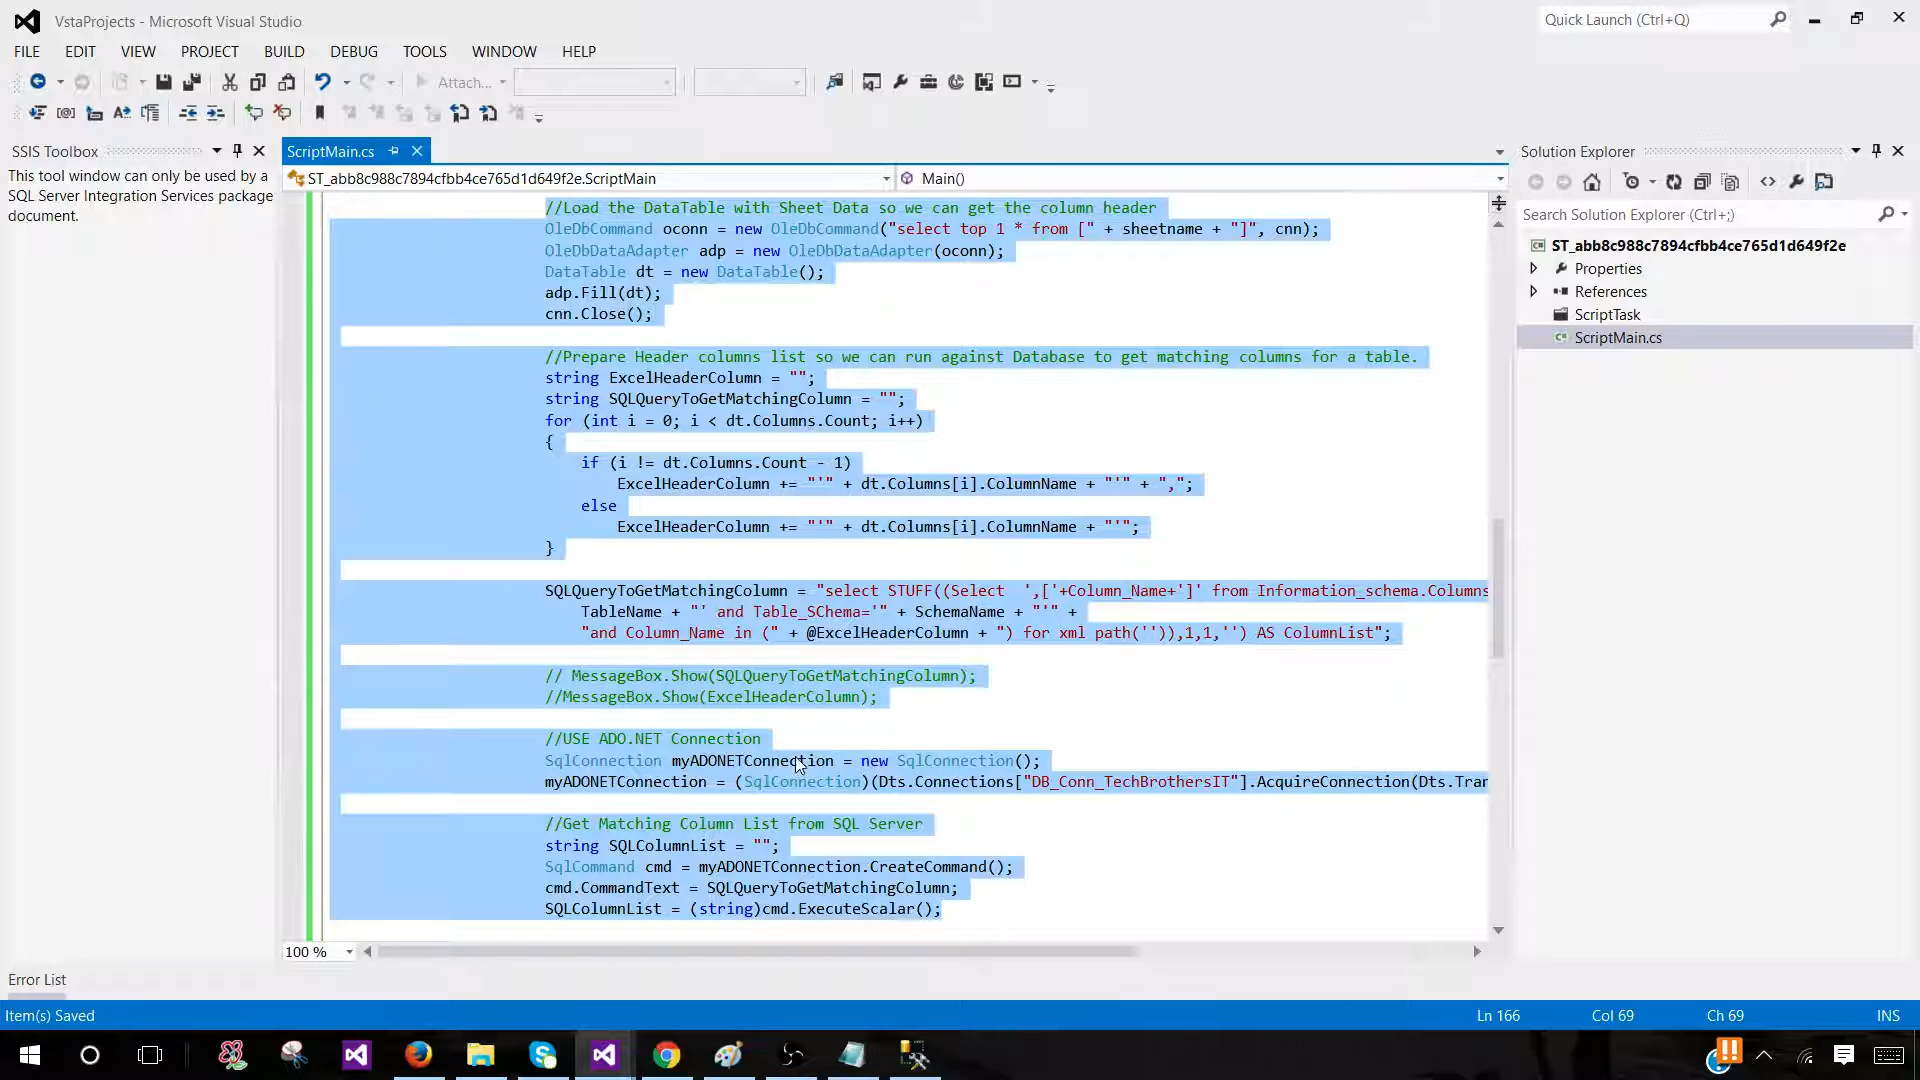 VstaProjects - Microsoft Visual Studio
Quick Launch (Ctrl+Q)
FILE EDIT VIEW PROJECT BUILD DEBUG TOOLS WINDOW HELP
Attach...
SSIS Toolbox
This tool window can only be used by a
SQL Server Integration Services package
document.
ScriptMain.cs
ST_abb8c988c7894cfbb4ce765d1d649f2e.ScriptMain
Main()
//Load the DataTable with Sheet Data so we can get the column header
OleDbCommand oconn = new OleDbCommand("select top 1 * from [" + sheetname + "]", cnn);
OleDbDataAdapter adp = new OleDbDataAdapter(oconn);
DataTable dt = new DataTable();
adp.Fill(dt);
cnn.Close();
//Prepare Header columns list so we can run against Database to get matching columns for a table.
string ExcelHeaderColumn = "";
string SQLQueryToGetMatchingColumn = "";
for (int i = 0; i < dt.Columns.Count; i++)
{
if (i != dt.Columns.Count - 1)
ExcelHeaderColumn += "'" + dt.Columns[i].ColumnName + "'" + ",";
else
ExcelHeaderColumn += "'" + dt.Columns[i].ColumnName + "'";
}
SQLQueryToGetMatchingColumn = "select STUFF((Select  ',['+Column_Name+']' from Information_schema.Columns
TableName + "' and Table_SChema='" + SchemaName + "'" +
"and Column_Name in (" + @ExcelHeaderColumn + ") for xml path('')),1,1,'') AS ColumnList";
// MessageBox.Show(SQLQueryToGetMatchingColumn);
//MessageBox.Show(ExcelHeaderColumn);
//USE ADO.NET Connection
SqlConnection myADONETConnection = new SqlConnection();
myADONETConnection = (SqlConnection)(Dts.Connections["DB_Conn_TechBrothersIT"].AcquireConnection(Dts.Tran
//Get Matching Column List from SQL Server
string SQLColumnList = "";
SqlCommand cmd = myADONETConnection.CreateCommand();
cmd.CommandText = SQLQueryToGetMatchingColumn;
SQLColumnList = (string)cmd.ExecuteScalar();
100 %
Solution Explorer
Search Solution Explorer (Ctrl+;)
ST_abb8c988c7894cfbb4ce765d1d649f2e
Properties
References
ScriptTask
ScriptMain.cs
Error List
Item(s) Saved
Ln 166 Col 69 Ch 69 INS